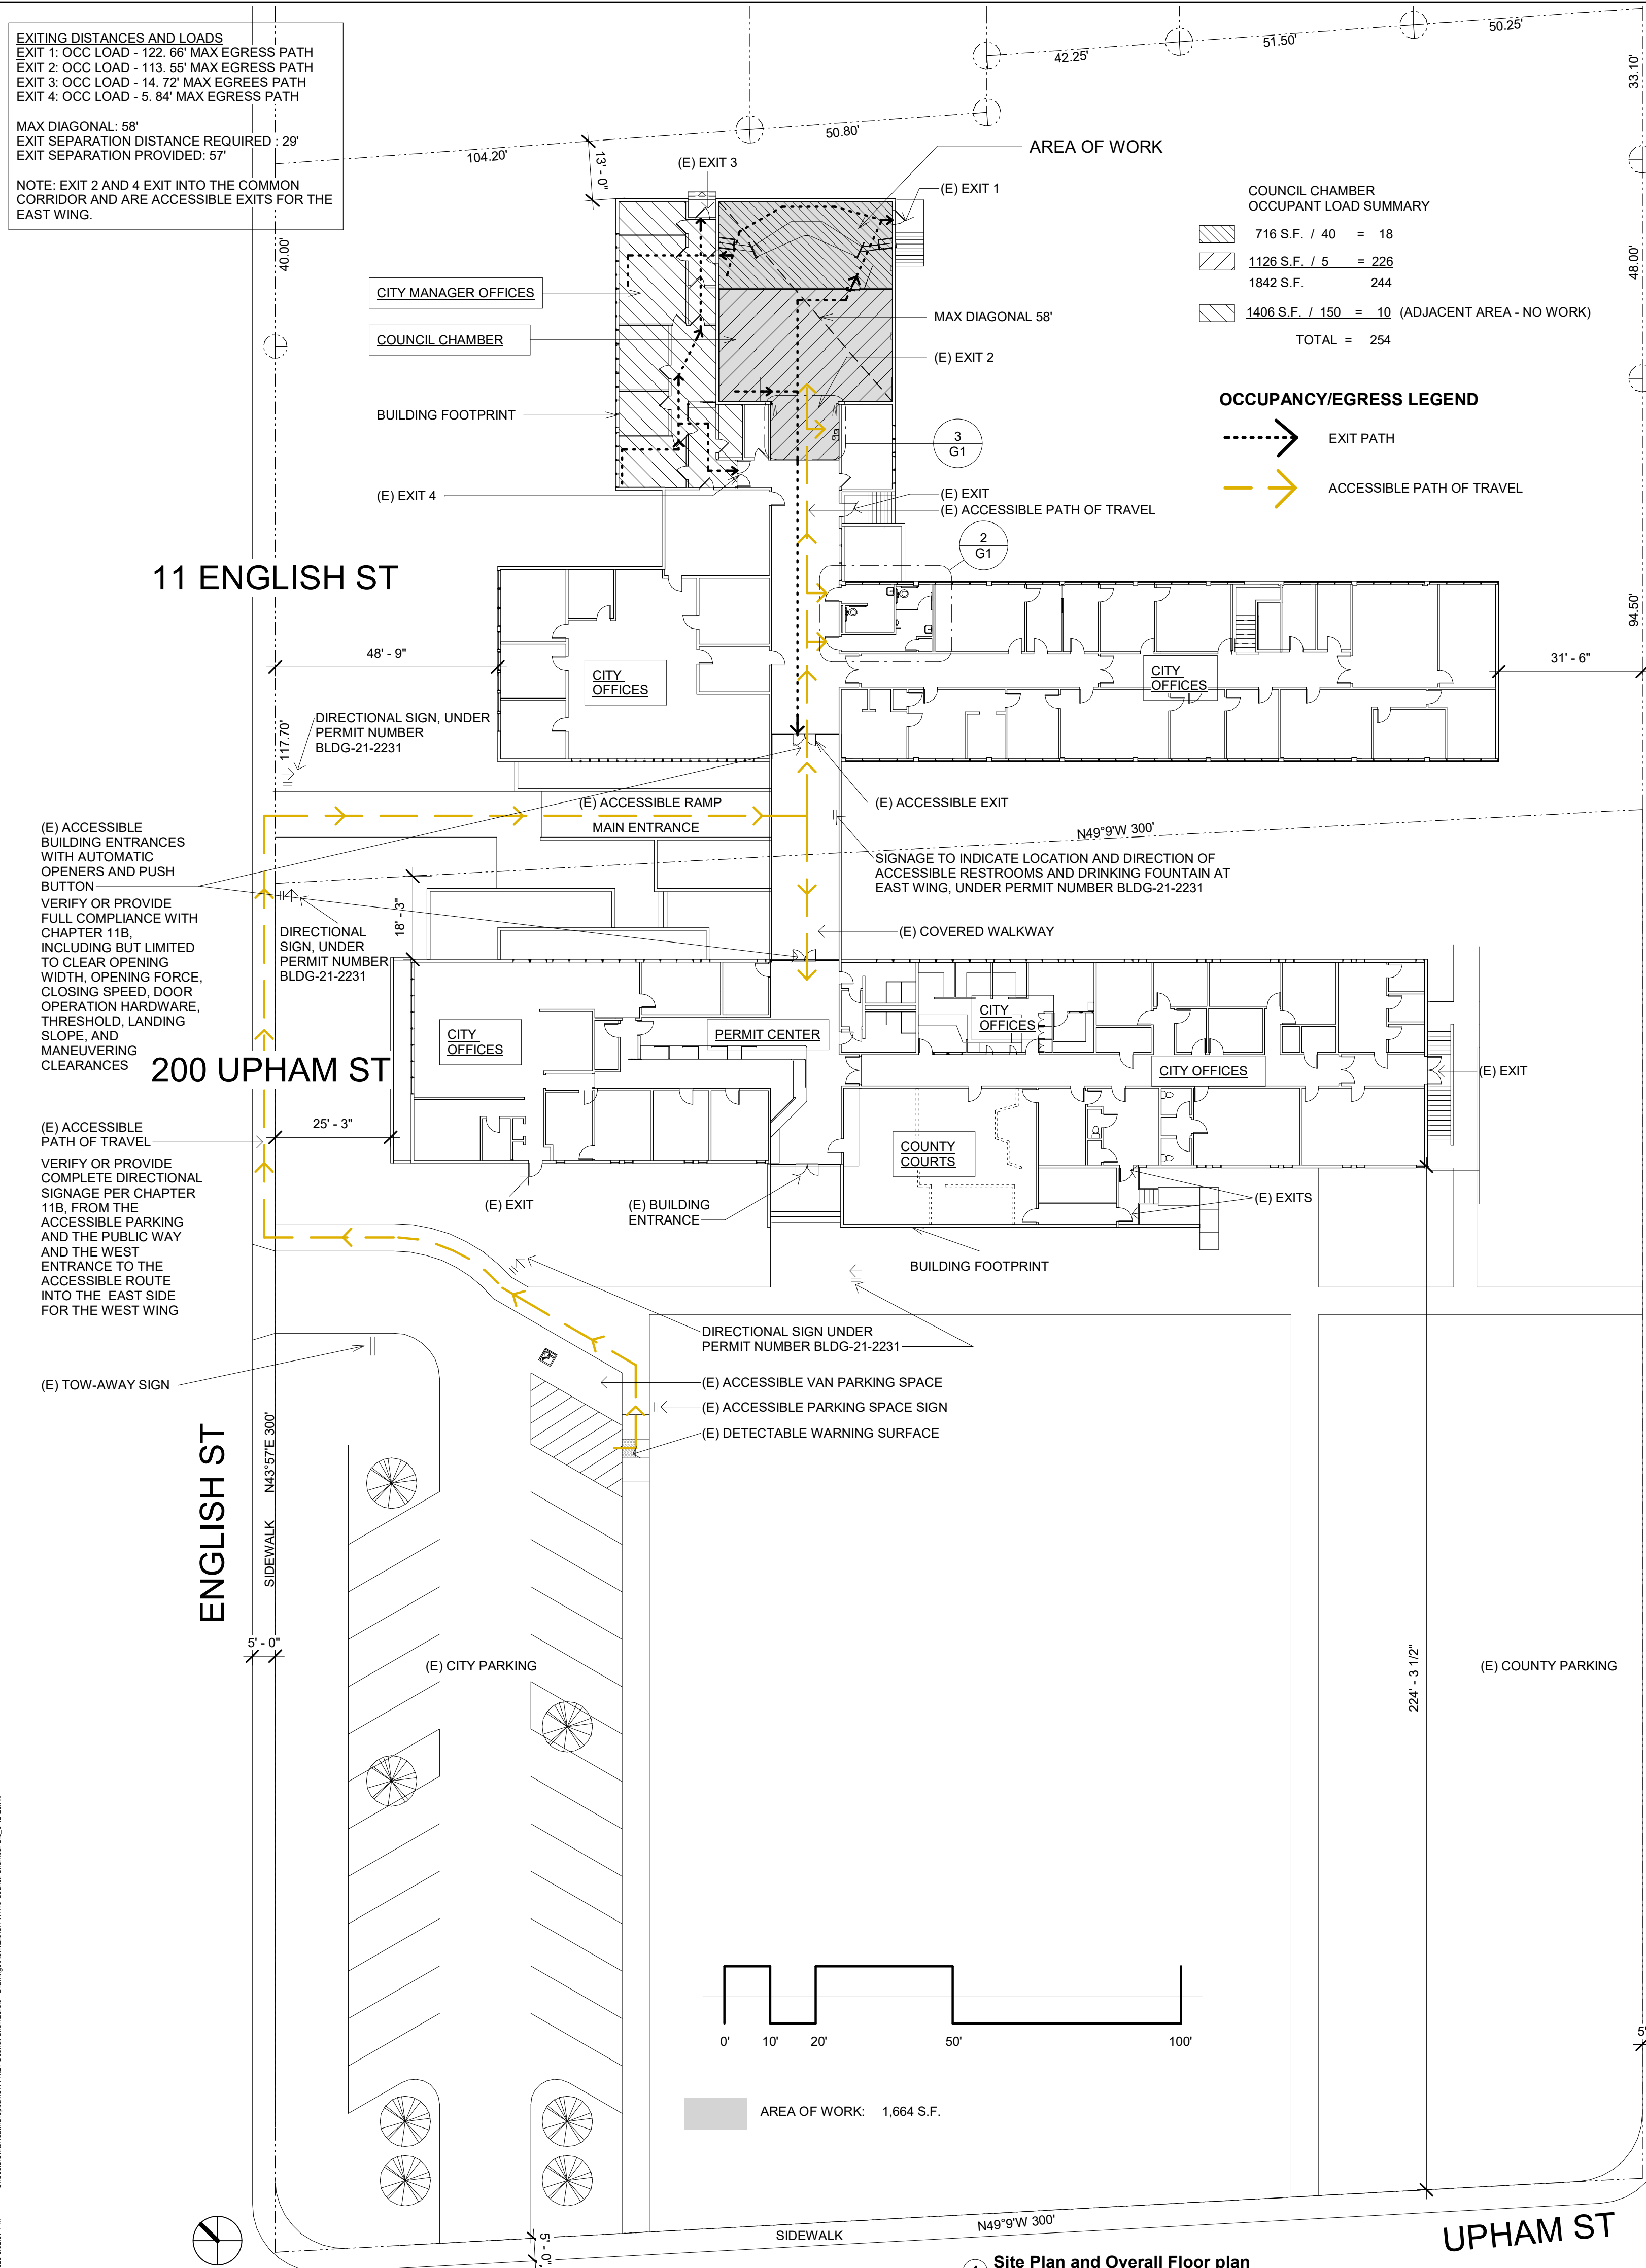 EXITING DISTANCES AND LOADS
EXIT 1: OCC LOAD - 122. 66' MAX EGRESS PATH
EXIT 2: OCC LOAD - 113. 55' MAX EGRESS PATH
EXIT 3: OCC LOAD - 14. 72' MAX EGREES PATH
EXIT 4: OCC LOAD - 5. 84' MAX EGRESS PATH
MAX DIAGONAL: 58'
EXIT SEPARATION DISTANCE REQUIRED : 29'
EXIT SEPARATION PROVIDED: 57'
NOTE: EXIT 2 AND 4 EXIT INTO THE COMMON
CORRIDOR AND ARE ACCESSIBLE EXITS FOR THE
EAST WING.
104.20'
50.80'
42.25'
51.50'
50.25'
33.10'
13' - 0"
40.00'
48.00'
94.50'
(E) EXIT 3
AREA OF WORK
(E) EXIT 1
COUNCIL CHAMBER
OCCUPANT LOAD SUMMARY
716 S.F. / 40 = 18
1126 S.F. / 5 = 226
1842 S.F. 244
1406 S.F. / 150 = 10 (ADJACENT AREA - NO WORK)
TOTAL = 254
CITY MANAGER OFFICES
COUNCIL CHAMBER
MAX DIAGONAL 58'
(E) EXIT 2
BUILDING FOOTPRINT
OCCUPANCY/EGRESS LEGEND
EXIT PATH
ACCESSIBLE PATH OF TRAVEL
3
G1
(E) EXIT 4
(E) EXIT
(E) ACCESSIBLE PATH OF TRAVEL
2
G1
11 ENGLISH ST
48' - 9"
CITY
OFFICES
CITY
OFFICES
31' - 6"
117.70'
DIRECTIONAL SIGN, UNDER
PERMIT NUMBER
BLDG-21-2231
(E) ACCESSIBLE RAMP
MAIN ENTRANCE
(E) ACCESSIBLE EXIT
N49°9'W 300'
(E) ACCESSIBLE
BUILDING ENTRANCES
WITH AUTOMATIC
OPENERS AND PUSH
BUTTON
VERIFY OR PROVIDE
FULL COMPLIANCE WITH
CHAPTER 11B,
INCLUDING BUT LIMITED
TO CLEAR OPENING
WIDTH, OPENING FORCE,
CLOSING SPEED, DOOR
OPERATION HARDWARE,
THRESHOLD, LANDING
SLOPE, AND
MANEUVERING
CLEARANCES
SIGNAGE TO INDICATE LOCATION AND DIRECTION OF
ACCESSIBLE RESTROOMS AND DRINKING FOUNTAIN AT
EAST WING, UNDER PERMIT NUMBER BLDG-21-2231
18' - 3"
DIRECTIONAL
SIGN, UNDER
PERMIT NUMBER
BLDG-21-2231
(E) COVERED WALKWAY
CITY
OFFICES
PERMIT CENTER
CITY
OFFICES
CITY OFFICES
(E) EXIT
200 UPHAM ST
25' - 3"
COUNTY
COURTS
(E) ACCESSIBLE
PATH OF TRAVEL
VERIFY OR PROVIDE
COMPLETE DIRECTIONAL
SIGNAGE PER CHAPTER
11B, FROM THE
ACCESSIBLE PARKING
AND THE PUBLIC WAY
AND THE WEST
ENTRANCE TO THE
ACCESSIBLE ROUTE
INTO THE EAST SIDE
FOR THE WEST WING
(E) EXIT
(E) BUILDING
ENTRANCE
(E) EXITS
BUILDING FOOTPRINT
DIRECTIONAL SIGN UNDER
PERMIT NUMBER BLDG-21-2231
(E) TOW-AWAY SIGN
(E) ACCESSIBLE VAN PARKING SPACE
(E) ACCESSIBLE PARKING SPACE SIGN
(E) DETECTABLE WARNING SURFACE
ENGLISH ST
SIDEWALK
N43°57'E 300'
5' - 0"
(E) CITY PARKING
224' - 3 1/2"
(E) COUNTY PARKING
0' 10' 20' 50' 100'
5'
AREA OF WORK: 1,664 S.F.
5' - 0"
SIDEWALK
N49°9'W 300'
UPHAM ST
Site Plan and Overall Floor plan